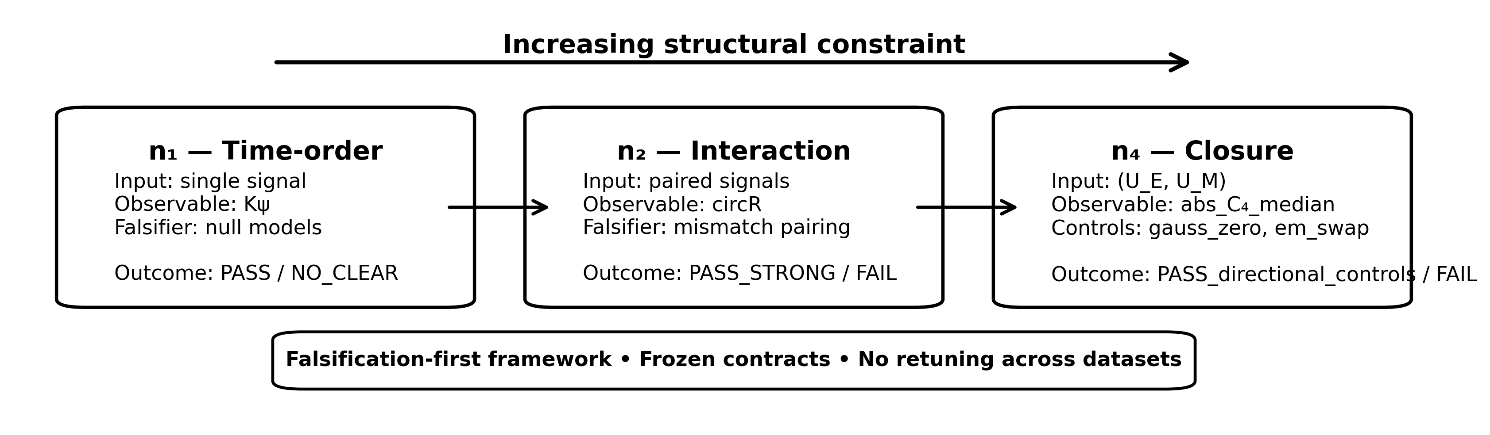 Increasing structural constraint
n₁ — Time-order
Input: single signal
Observable: Kψ
Falsifier: null models
Outcome: PASS / NO_CLEAR
n₂ — Interaction
Input: paired signals
Observable: circR
Falsifier: mismatch pairing
Outcome: PASS_STRONG / FAIL
n₄ — Closure
Input: (U_E, U_M)
Observable: abs_C₄_median
Controls: gauss_zero, em_swap
Outcome: PASS_directional_controls / FAIL
Falsification-first framework • Frozen contracts • No retuning across datasets